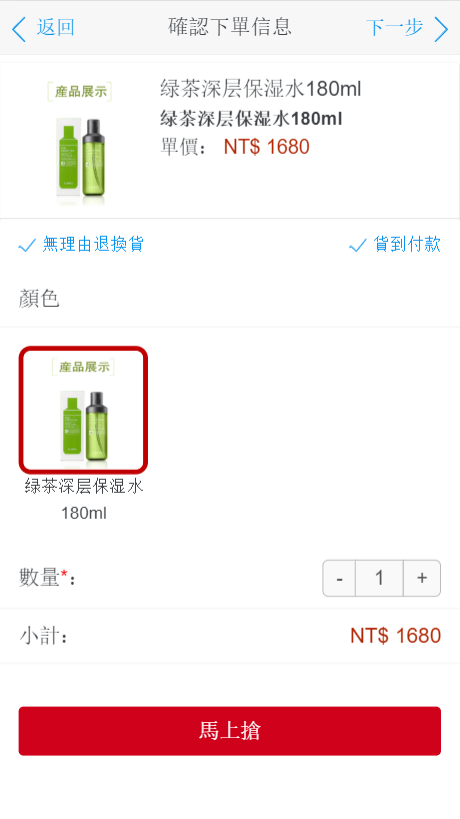 返回 確認下單信息 下一步
産品展示
绿茶深层保湿水180ml
绿茶深层保湿水180ml
單價： NT$ 1680
無理由退換貨 貨到付款
顏色
産品展示
绿茶深层保湿水
180ml
數量*： - 1 +
小計： NT$ 1680
馬上搶